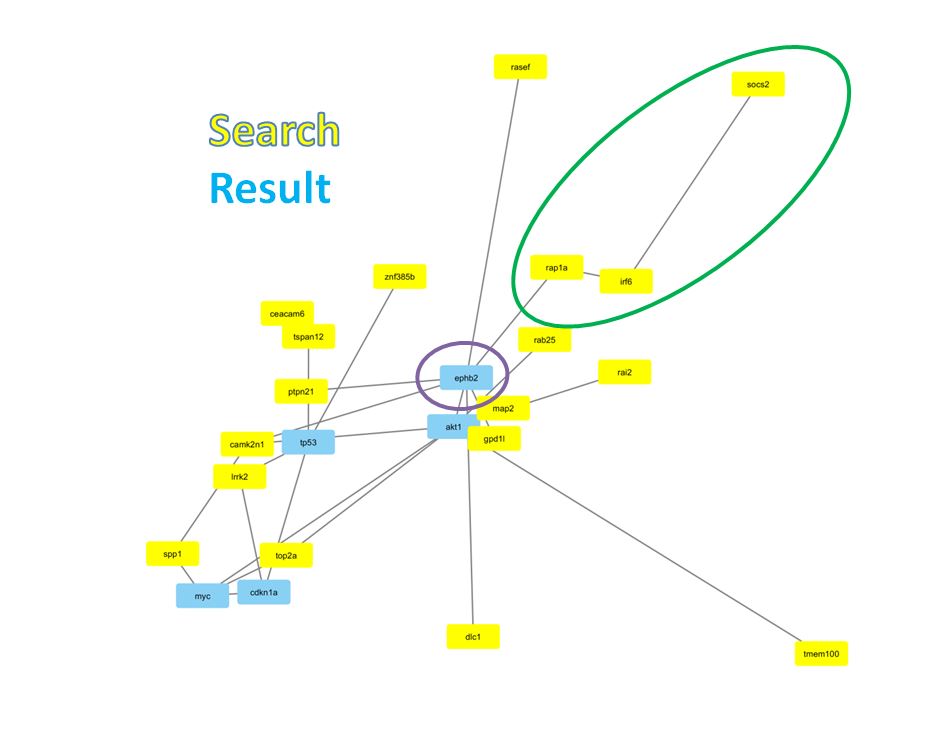 rasef
socs2
Search
Result
rap1a
irf6
znf385b
ceacam6
tspan12
rab25
rai2
ephb2
ptpn21
map2
akt1
gpd1l
camk2n1
tp53
lrrk2
spp1
top2a
myc
cdkn1a
dlc1
tmem100